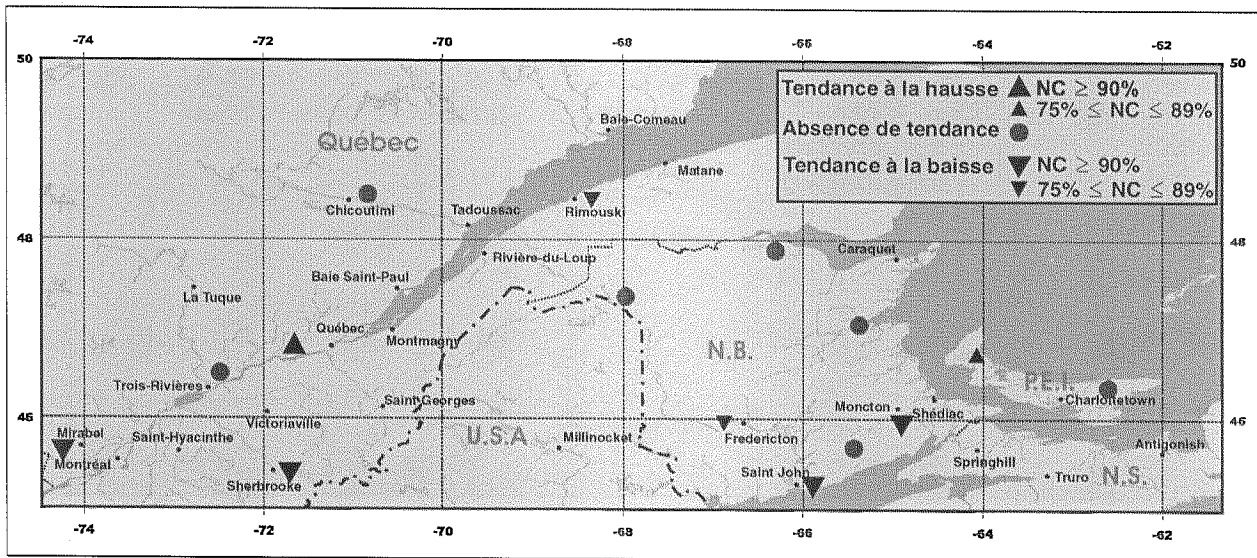 -74 -72 -70 -68 -66 -64 -62
50 50
Tendance à la hausse NC ≥ 90%
75% ≤ NC ≤ 89%
Absence de tendance
Tendance à la baisse NC ≥ 90%
75% ≤ NC ≤ 89%
Baie-Comeau
Québec
Matane
Chicoutimi
Tadoussac
Rimouski
48 48
Rivière-du-Loup
Caraquet
Baie Saint-Paul
La Tuque
Québec
Montmagny
N.B.
P.E.I.
Trois-Rivières
Saint-Georges
Charlottetown
46 46
Victoriaville
U.S.A
Moncton
Shédiac
Mirabel
Saint-Hyacinthe
Millinocket
Fredericton
Antigonish
Montréal
Springhill
Sherbrooke
Saint John
Truro
N.S.
-74 -72 -70 -68 -66 -64 -62